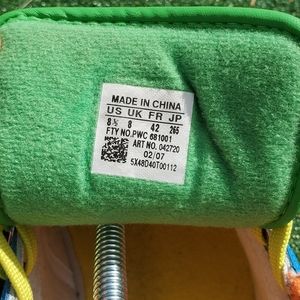 MADE IN CHINA
US UK FR JP
8½ 8 42 265
FTY NO.PWC 681001
ART NO. 042720
02/07
5X48D40T00112